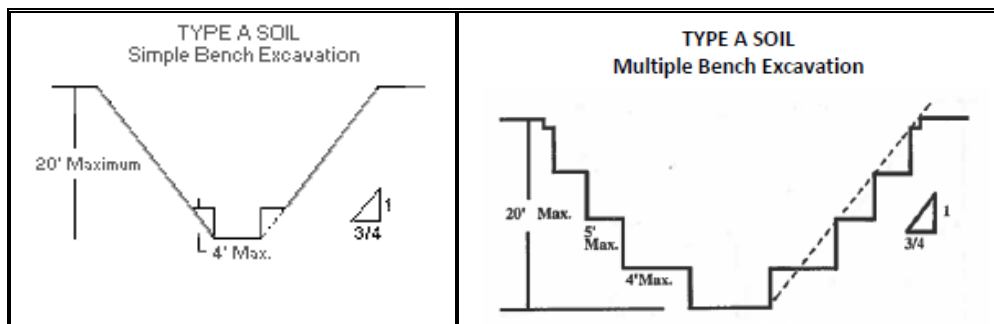 TYPE A SOIL
Simple Bench Excavation
20' Maximum
4' Max.
1
3/4
TYPE A SOIL
Multiple Bench Excavation
20' Max.
5'
Max.
4'Max.
1
3/4